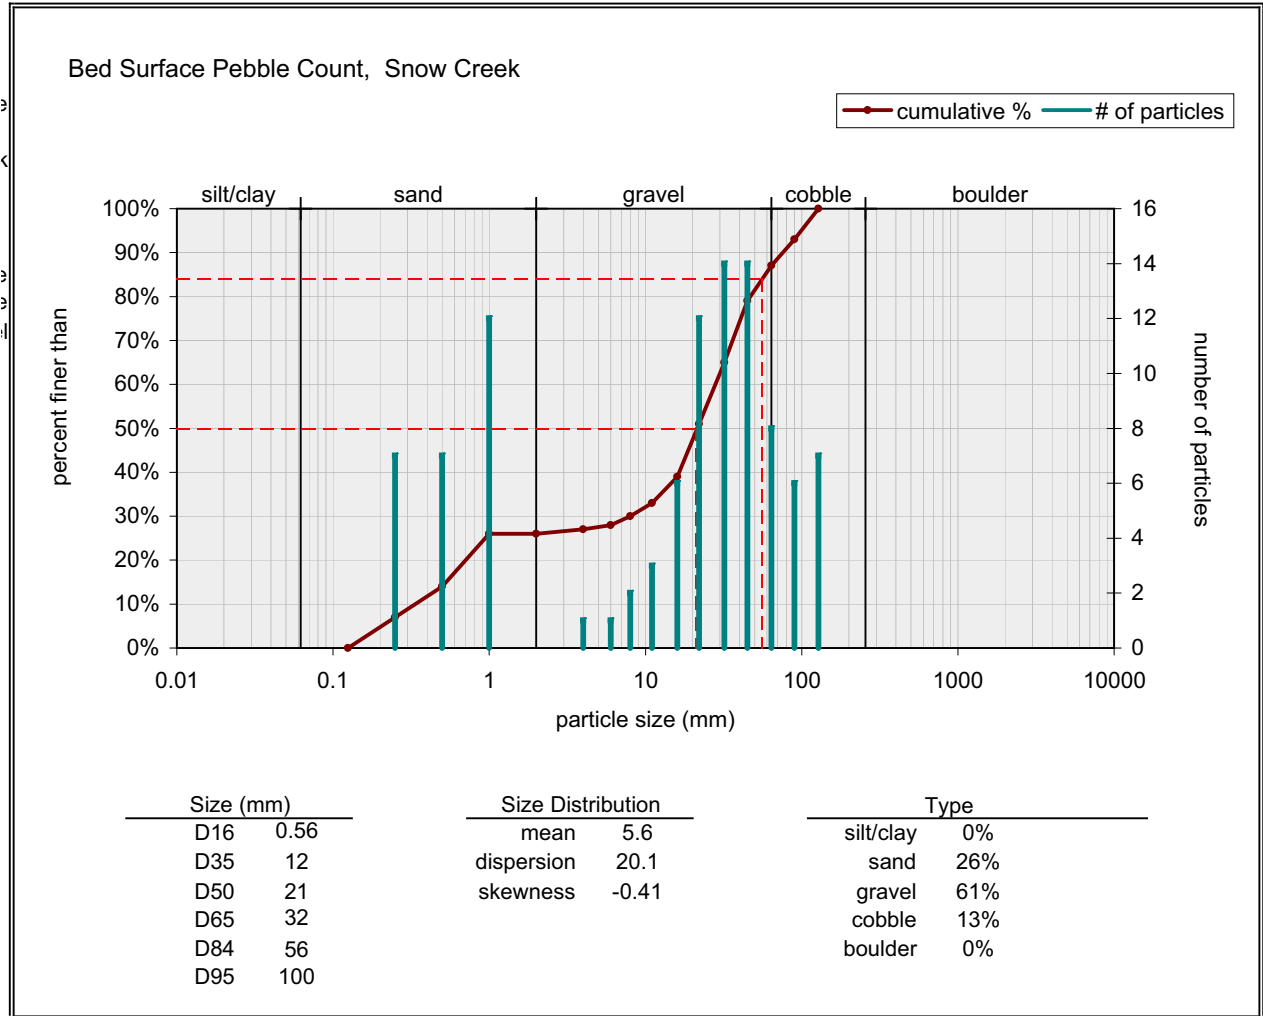 Bed Surface Pebble Count, Snow Creek
cumulative % # of particles
silt/clay sand gravel cobble boulder
100% 16
90%
14
80%
12
70%
60%
10
50% 8
40%
6
30%
4
20%
10%
2
0% 0
percent finer than
number of particles
0.01 0.1 1 10 100 1000 10000
particle size (mm)
Size (mm)
D16 0.56
D35 12
D50 21
D65 32
D84 56
D95 100
Size Distribution
mean 5.6
dispersion 20.1
skewness -0.41
Type
silt/clay 0%
sand 26%
gravel 61%
cobble 13%
boulder 0%